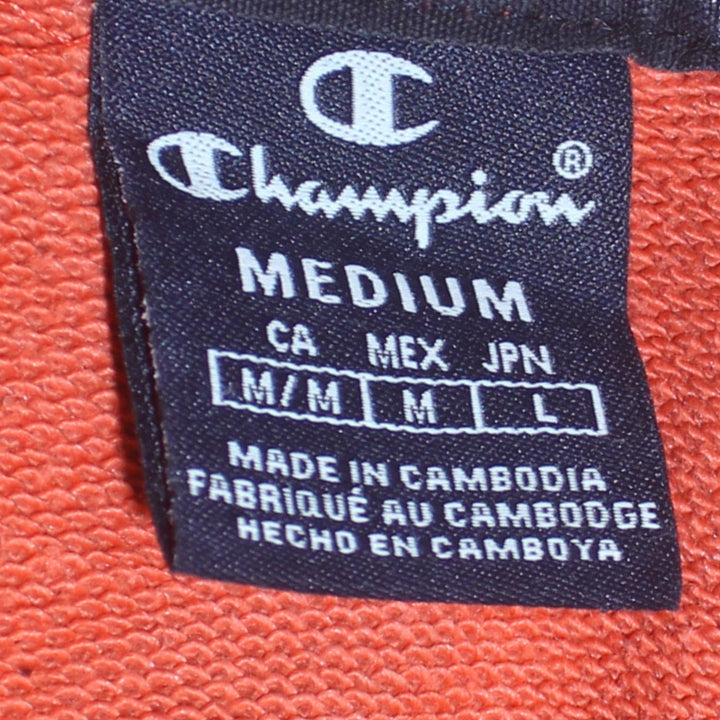 Champion®
MEDIUM
CA MEX JPN
M/M M L
MADE IN CAMBODIA
FABRIQUÉ AU CAMBODGE
HECHO EN CAMBOYA